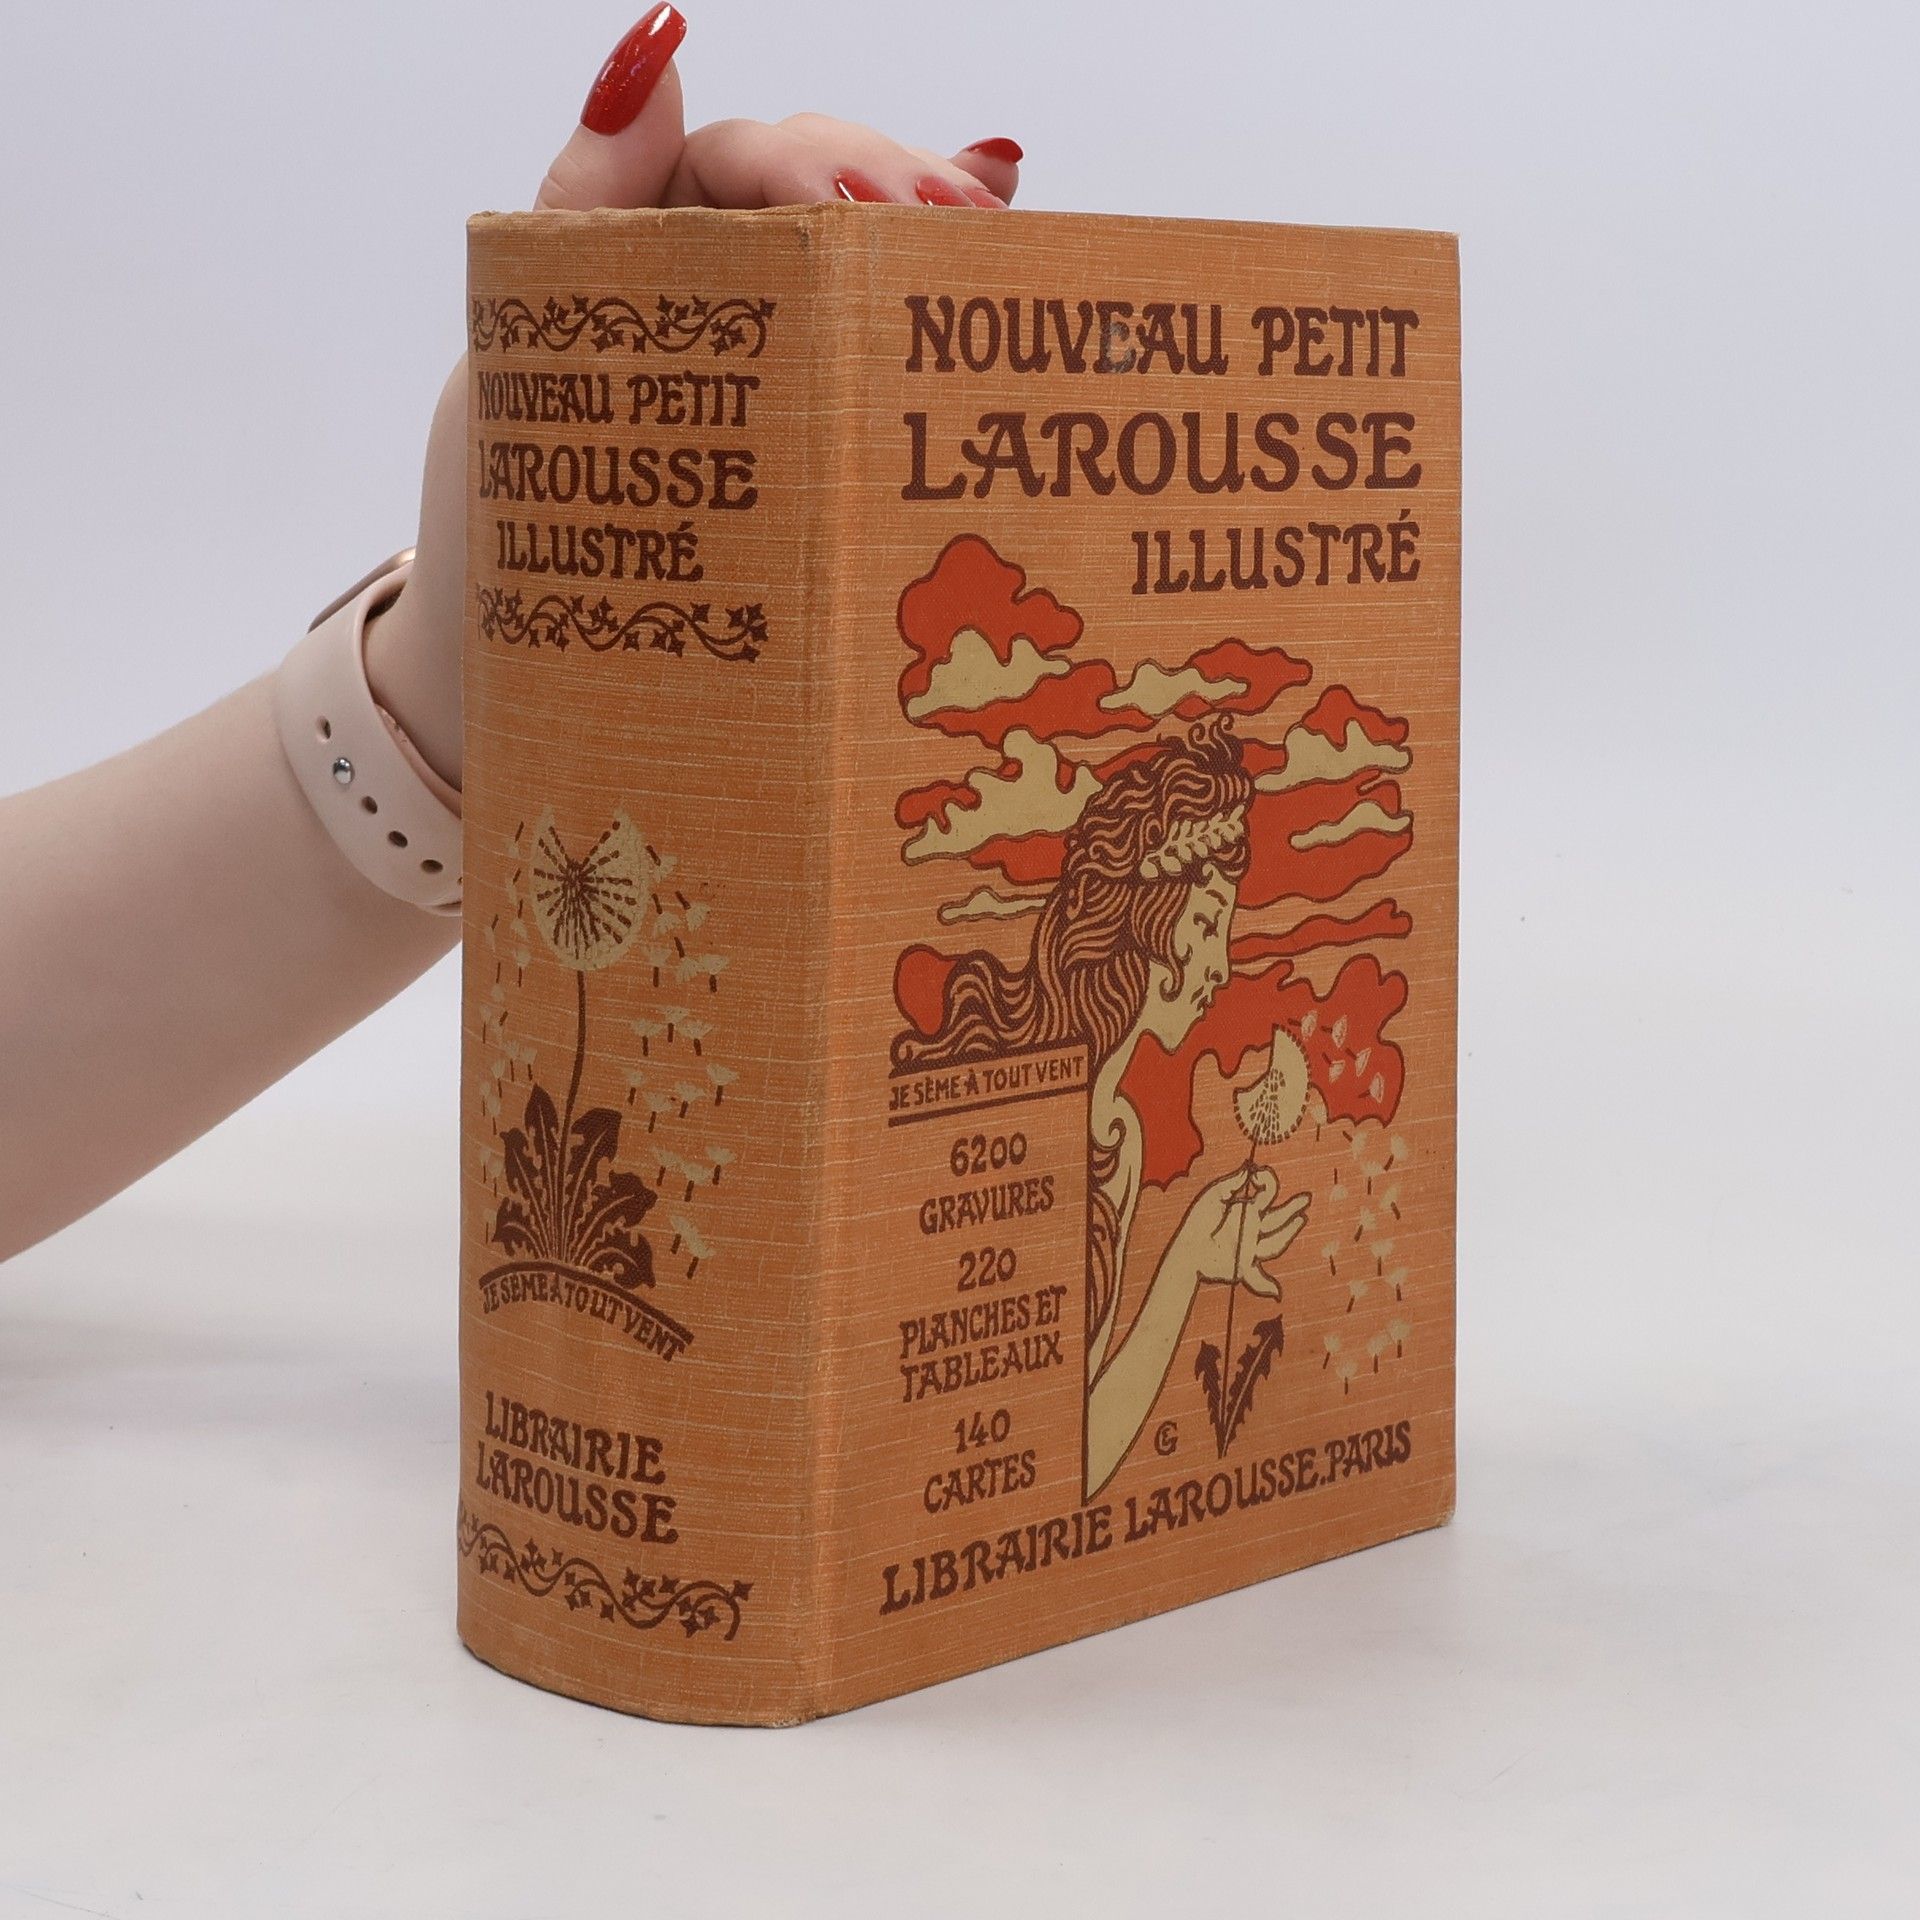 NOUVEAU PETIT
LAROUSSE
ILLUSTRÉ
JE SÈME À TOUT VENT
LIBRAIRIE
LAROUSSE
NOUVEAU PETIT
LAROUSSE
ILLUSTRÉ
JE SÈME À TOUT VENT
6200
GRAVURES
220
PLANCHES ET
TABLEAUX
140
CARTES
LIBRAIRIE LAROUSSE.PARIS